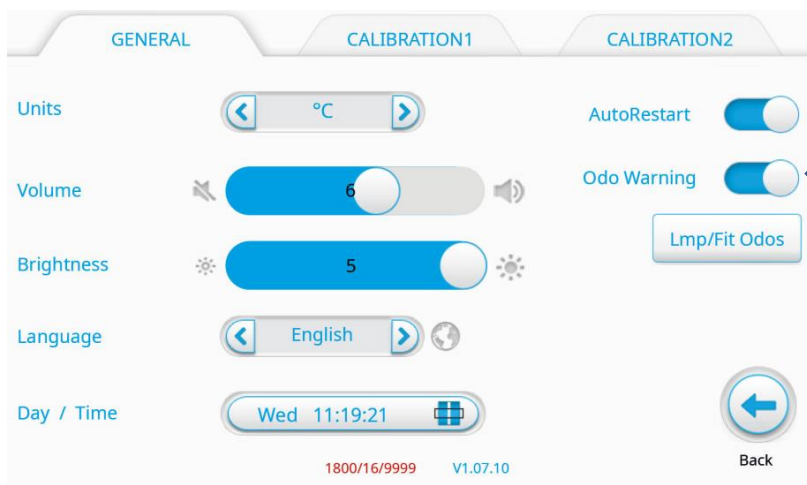 GENERAL CALIBRATION1 CALIBRATION2
Units °C AutoRestart
Volume 6 Odo Warning
Lmp/Fit Odos
Brightness 5
Language English
Day / Time Wed 11:19:21
Back
1800/16/9999 V1.07.10